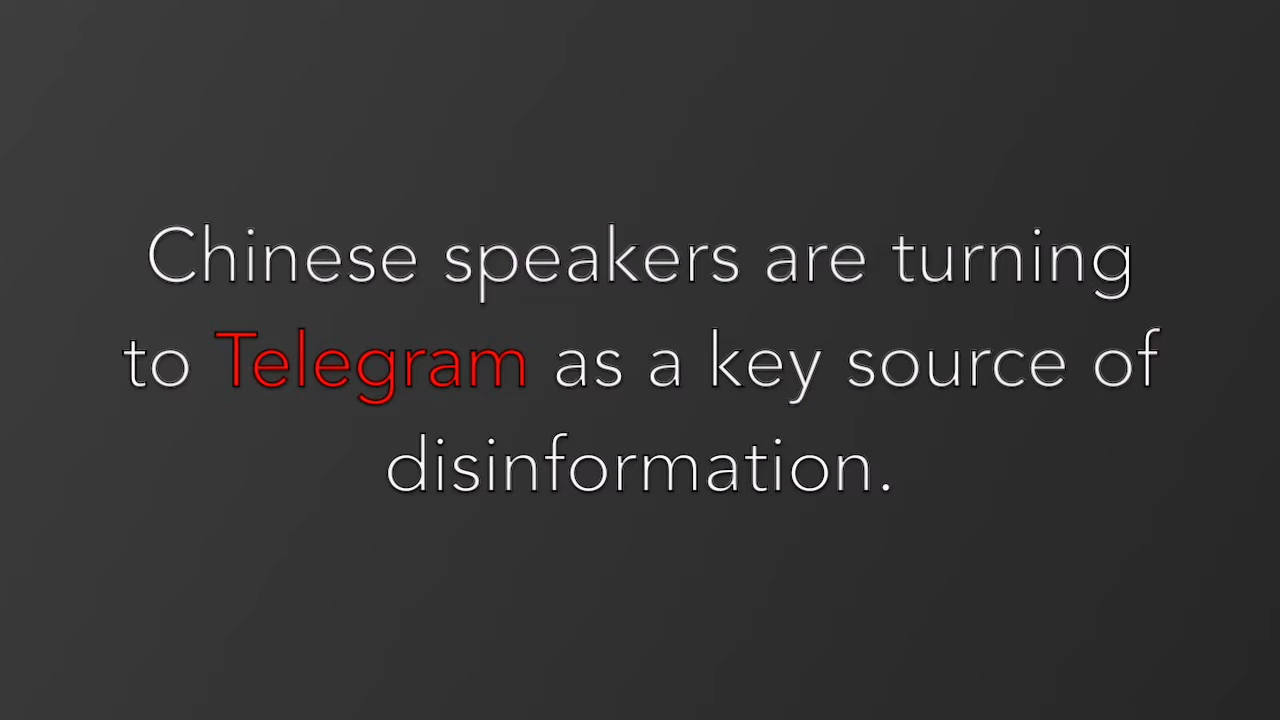 Chinese speakers are turning
to Telegram as a key source of
disinformation.